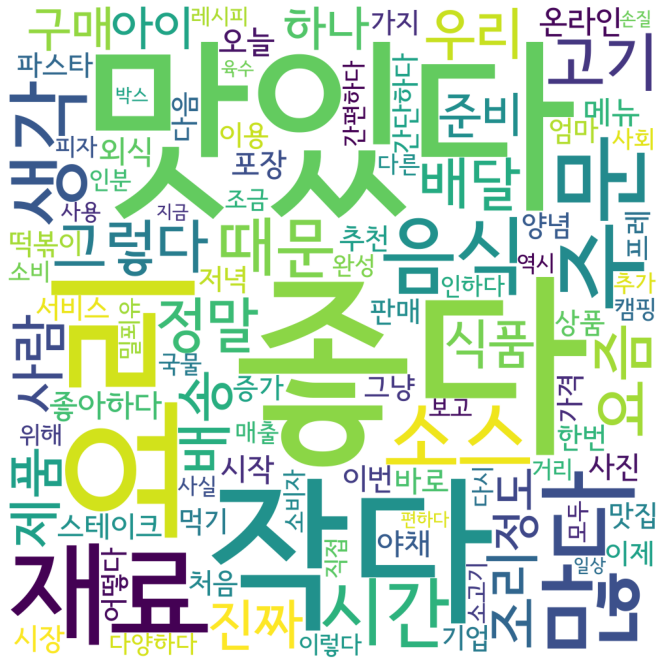 레시피
손질
구매
아이
오늘
하나
가지
우리
온라인
고기
파스타
박스
육수
맛있다
간편하다
간단하다
준비
메뉴
다음
이용
엄마
사회
생각
피자
외식
포장
다른
배달
주문
인분
조금
사용
지금
떡볶이
그렇다
때문
추천
음식
양념
프레
소비
저녁
완성
역시
인하다
추가
서비스
밀푀유
야
정말
좋다
판매
식품
상품
캠핑
사람
요리
국물
증가
그냥
보고
가격
요즘
좋아하다
배송
매출
소스
한번
위해
제품
사실
시작
소비자
이번
바로
다시
거리
사진
스테이크
먹기
작다
편하다
정도
모두
많다
맛집
재료
어떻다
처음
직접
야채
소고기
조리
일상
이제
시장
다양하다
진짜
시간
이렇다
기업